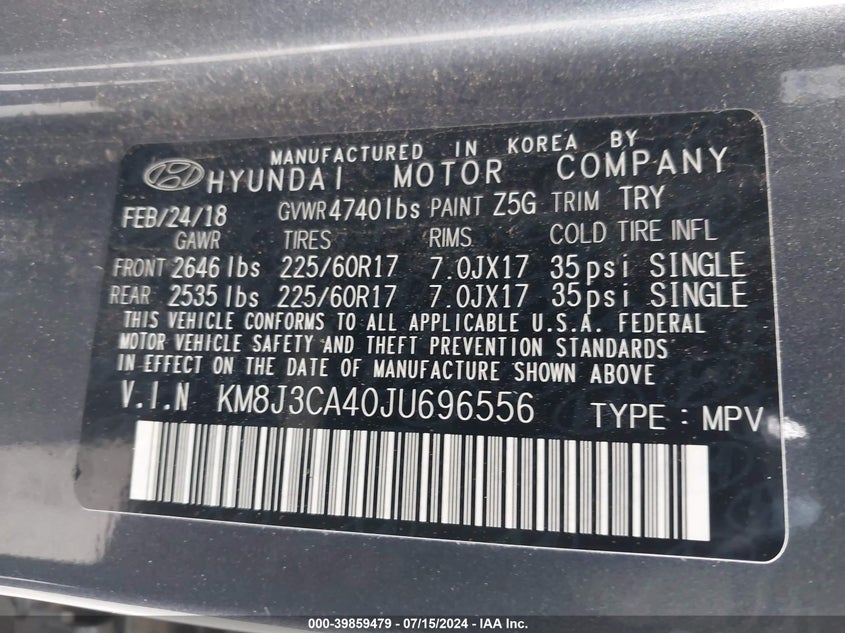 MANUFACTURED IN KOREA BY
HYUNDAI MOTOR COMPANY
FEB/24/18 GVWR 4740lbs PAINT Z5G TRIM TRY
GAWR TIRES RIMS COLD TIRE INFL
FRONT 2646 lbs 225/60R17 7.0JX17 35psi SINGLE
REAR 2535 lbs 225/60R17 7.0JX17 35psi SINGLE
THIS VEHICLE CONFORMS TO ALL APPLICABLE U.S.A. FEDERAL
MOTOR VEHICLE SAFETY AND THEFT PREVENTION STANDARDS
IN EFFECT ON THE DATE OF MANUFACTURE SHOWN ABOVE
V.I.N KM8J3CA40JU696556 TYPE : MPV
000-39859479 - 07/15/2024 - IAA Inc.